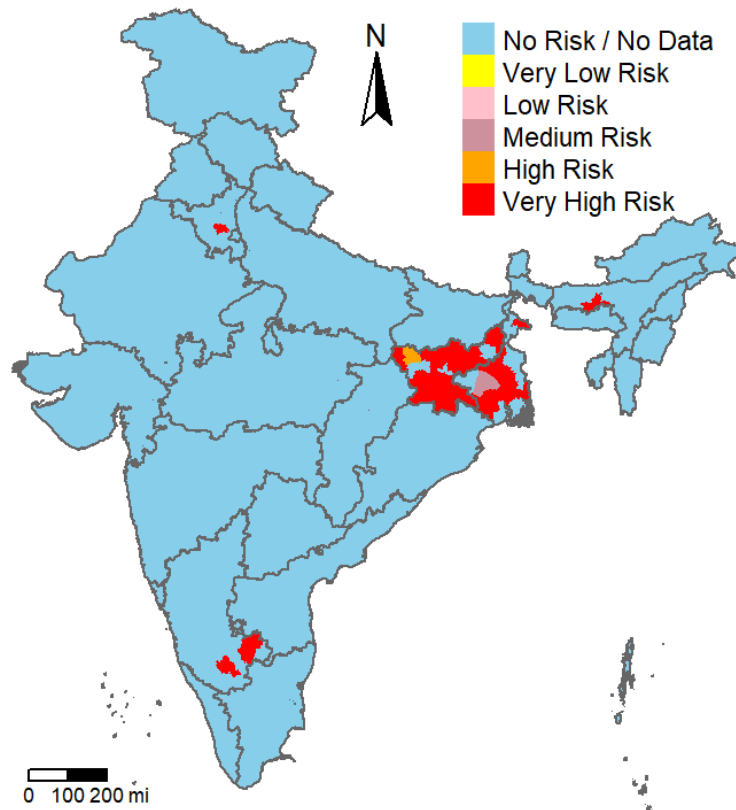 N
No Risk / No Data
Very Low Risk
Low Risk
Medium Risk
High Risk
Very High Risk
0 100 200 mi